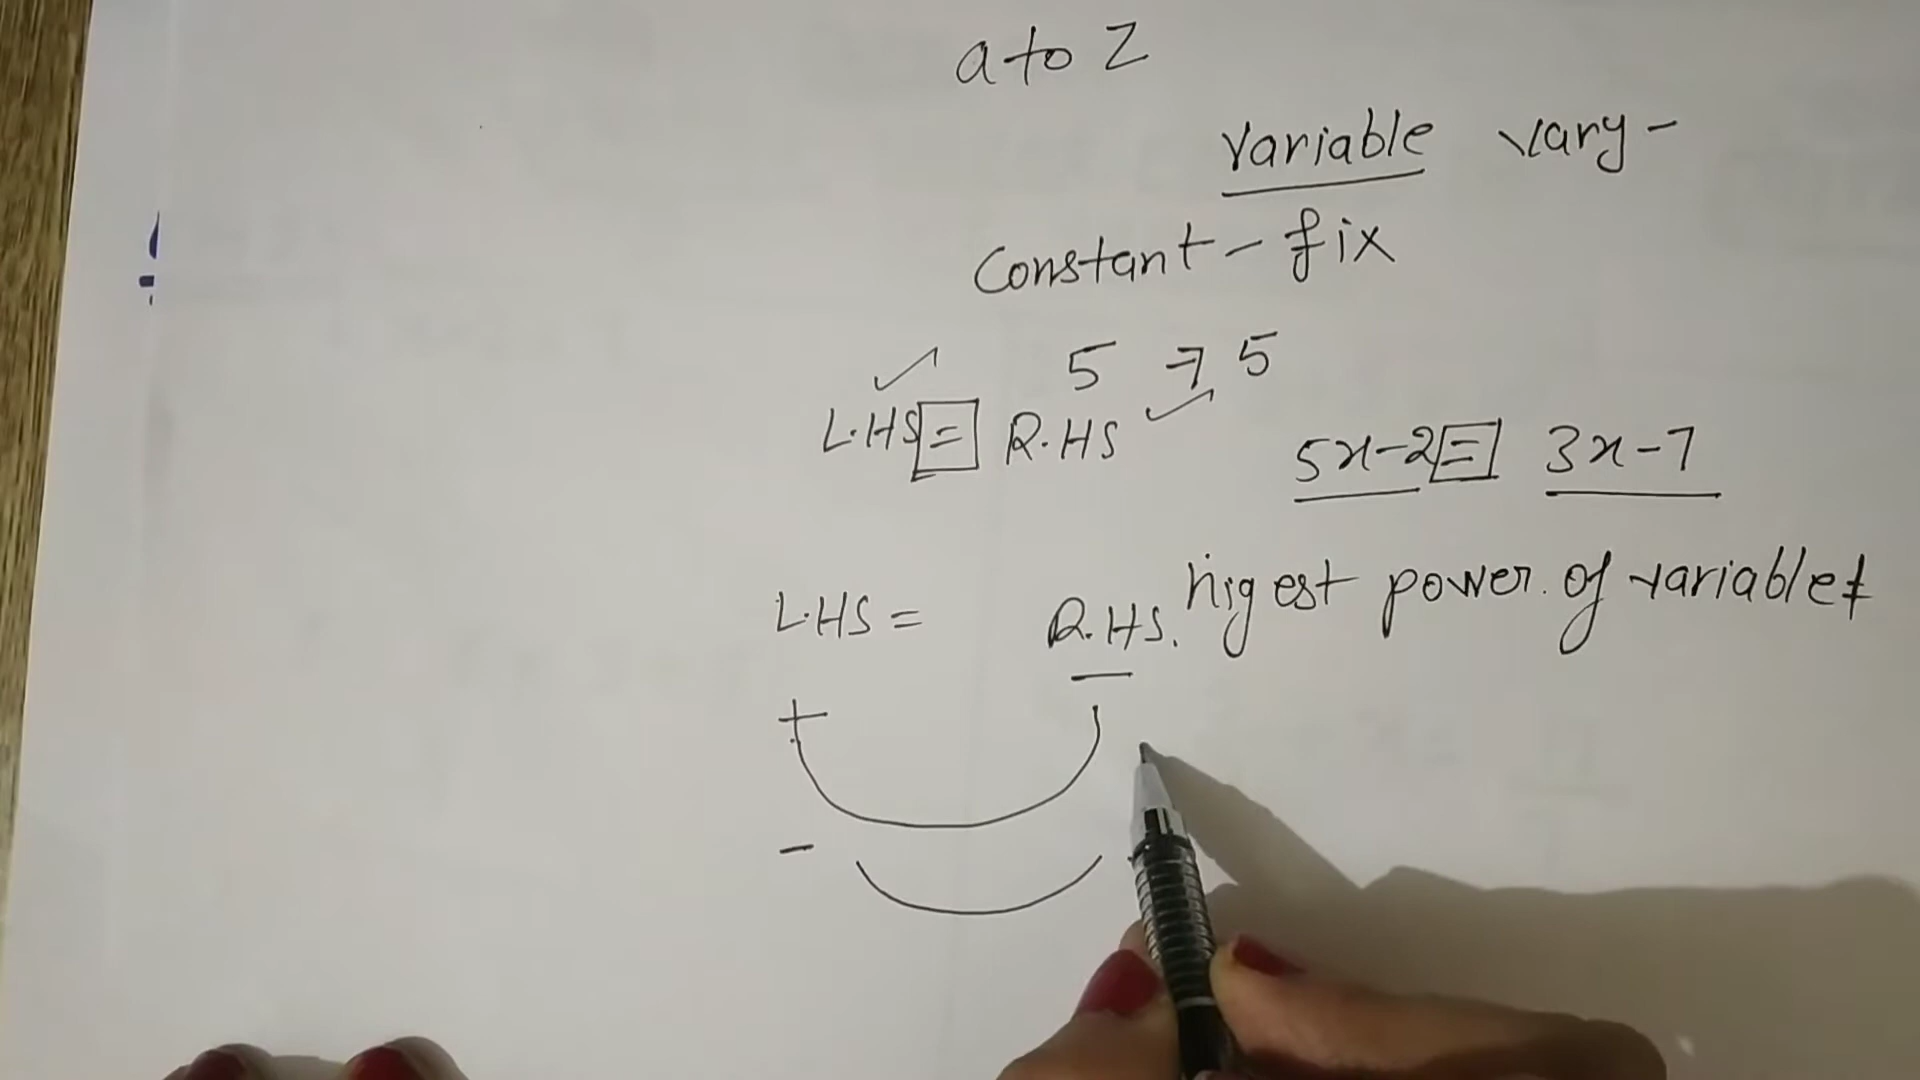 a to Z
Variable vary -
Constant - fix
5 = 5
L.HS = R.HS
5x-2 = 3x-7
higest power of variable 1
L.HS = R.HS.
+
-